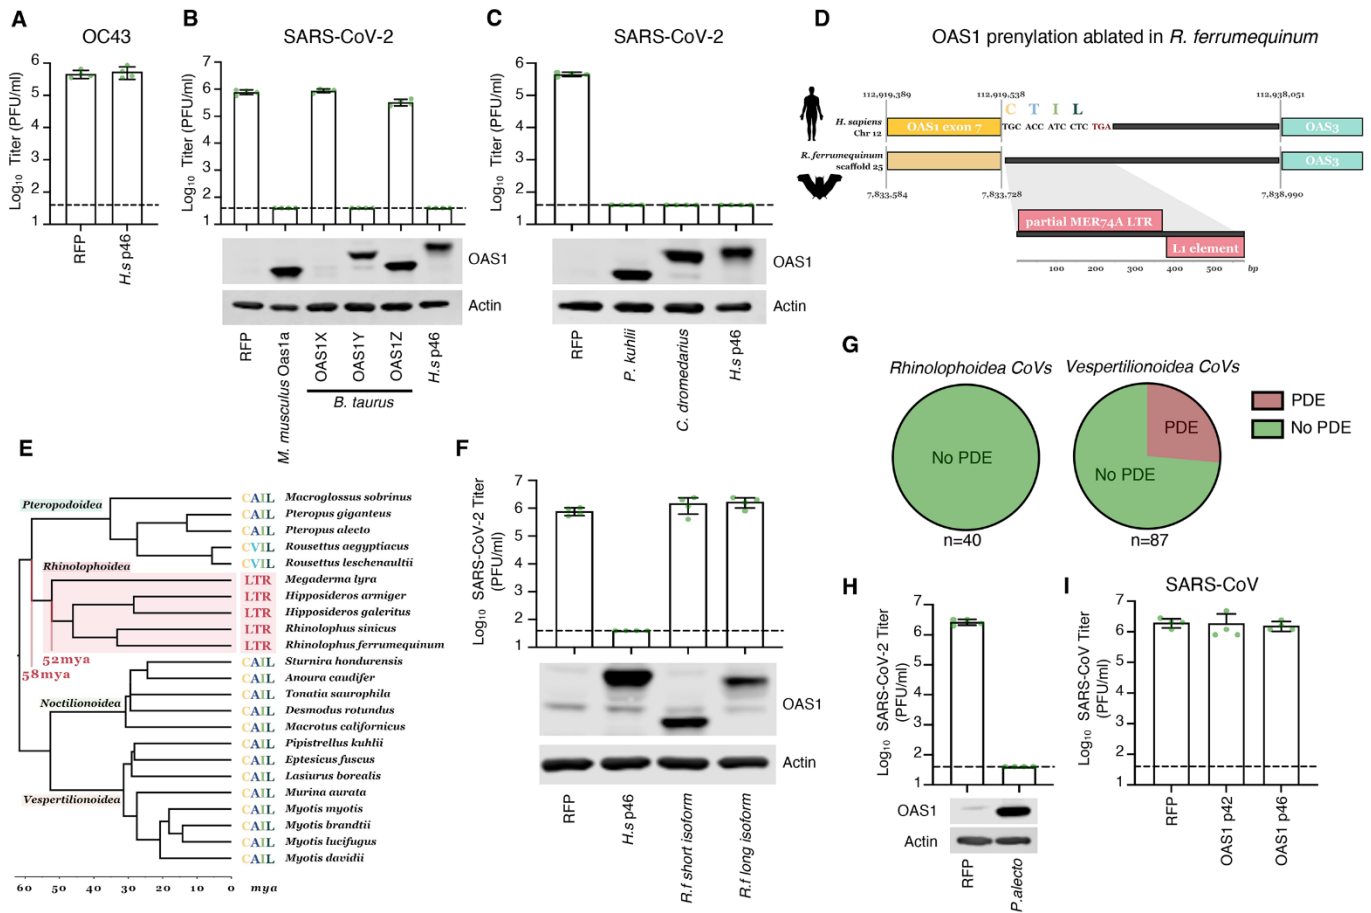 A
OC43
Log10 Titer (PFU/ml)
6
5
4
3
2
1
RFP
H.s p46
B
SARS-CoV-2
Log10 Titer (PFU/ml)
7
6
5
4
3
2
1
OAS1
Actin
RFP
M. musculus Oas1a
OAS1X
OAS1Y
OAS1Z
H.s p46
B. taurus
C
SARS-CoV-2
Log10 Titer (PFU/ml)
6
5
4
3
2
1
OAS1
Actin
RFP
P. kuhlii
C. dromedarius
H.s p46
D
OAS1 prenylation ablated in R. ferrumequinum
112,919,389
112,919,538
112,938,051
C T I L
H. sapiens
Chr 12
OAS1 exon 7
TGC ACC ATC CTC TGA
OAS3
R. ferrumequinum
scaffold 25
OAS3
7,833,584
7,833,728
7,838,990
partial MER74A LTR
L1 element
100 200 300 400 500 bp
E
Pteropodoidea
Rhinolophoidea
Noctilionoidea
Vespertilionoidea
52mya
58mya
CAIL Macroglossus sobrinus
CAIL Pteropus giganteus
CAIL Pteropus alecto
CVIL Rousettus aegyptiacus
CVIL Rousettus leschenaultii
LTR Megaderma lyra
LTR Hipposideros armiger
LTR Hipposideros galeritus
LTR Rhinolophus sinicus
LTR Rhinolophus ferrumequinum
CAIL Sturnira hondurensis
CAIL Anoura caudifer
CAIL Tonatia saurophila
CAIL Desmodus rotundus
CAIL Macrotus californicus
CAIL Pipistrellus kuhlii
CAIL Eptesicus fuscus
CAIL Lasiurus borealis
CAIL Murina aurata
CAIL Myotis myotis
CAIL Myotis brandtii
CAIL Myotis lucifugus
CAIL Myotis davidii
60 50 40 30 20 10 0 mya
F
Log10 SARS-CoV-2 Titer
(PFU/ml)
7
6
5
4
3
2
1
OAS1
Actin
RFP
H.s p46
R.f short isoform
R.f long isoform
G
Rhinolophoidea CoVs
Vespertilionoidea CoVs
No PDE
PDE
No PDE
n=40
n=87
PDE
No PDE
H
Log10 SARS-CoV-2 Titer
(PFU/ml)
7
6
5
4
3
2
1
OAS1
Actin
RFP
P.alecto
I
SARS-CoV
Log10 SARS-CoV Titer
(PFU/ml)
7
6
5
4
3
2
1
RFP
OAS1 p42
OAS1 p46